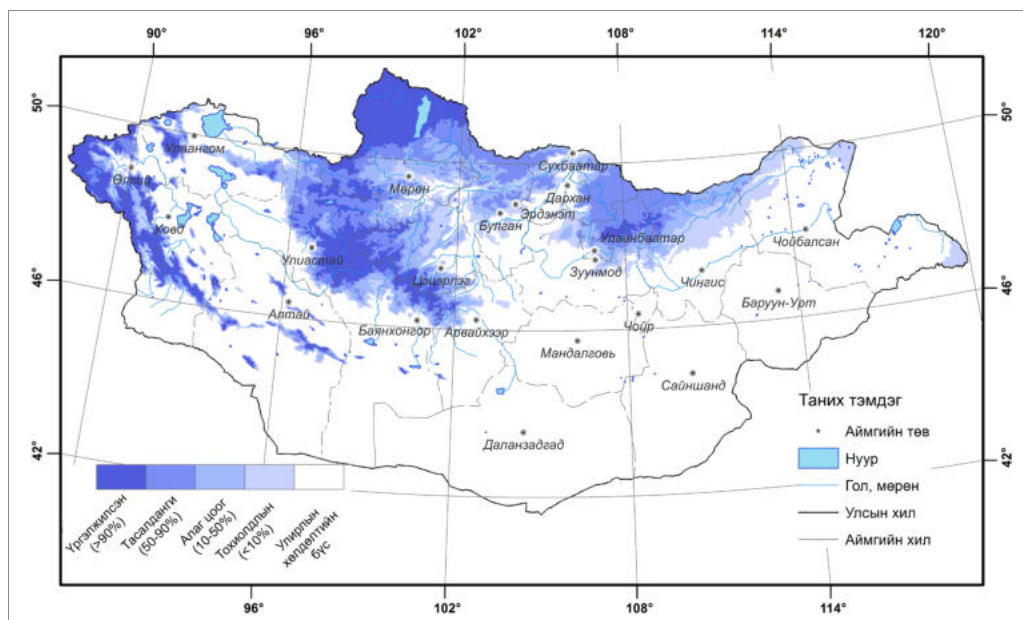 90° 96° 102° 108° 114° 120°
50° 50°
Улаангом
Сүхбаатар
Өлгий
Мөрөн
Дархан
Эрдэнэт
Булган
Ховд
Улаанбаатар
Чойбалсан
Улиастай
Зуунмод
Цэцэрлэг
Чингис
46° 46°
Баруун-Урт
Алтай
Баянхонгор
Арвайхээр
Чойр
Мандалговь
Сайншанд
Даланзадгад
42° 42°
Таних тэмдэг
Аймгийн төв
Нуур
Гол, мөрөн
Улсын хил
Аймгийн хил
Үргэлжилсэн
(>90%)
Тасалданги
(50-90%)
Алаг цоог
(10-50%)
Тохиолдлын
(<10%)
Улирлын
хөлдөлтийн
бүс
96° 102° 108° 114°